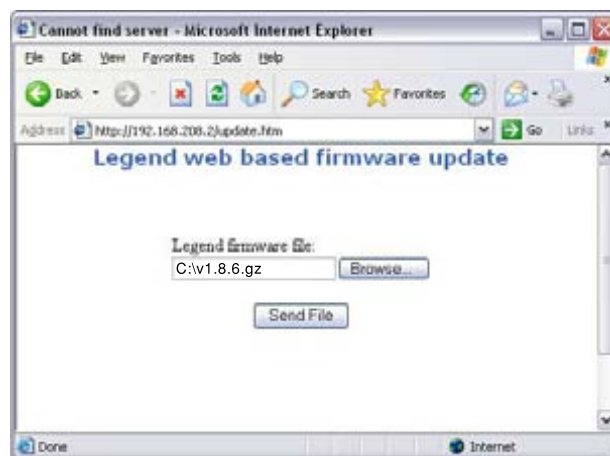 Cannot find server - Microsoft Internet Explorer
File Edit View Favorites Tools Help
Back Search Favorites
Address http://192.168.208.2/update.htm Go Links
Legend web based firmware update
Legend firmware file:
C:\v1.8.6.gz Browse...
Send File
Done Internet